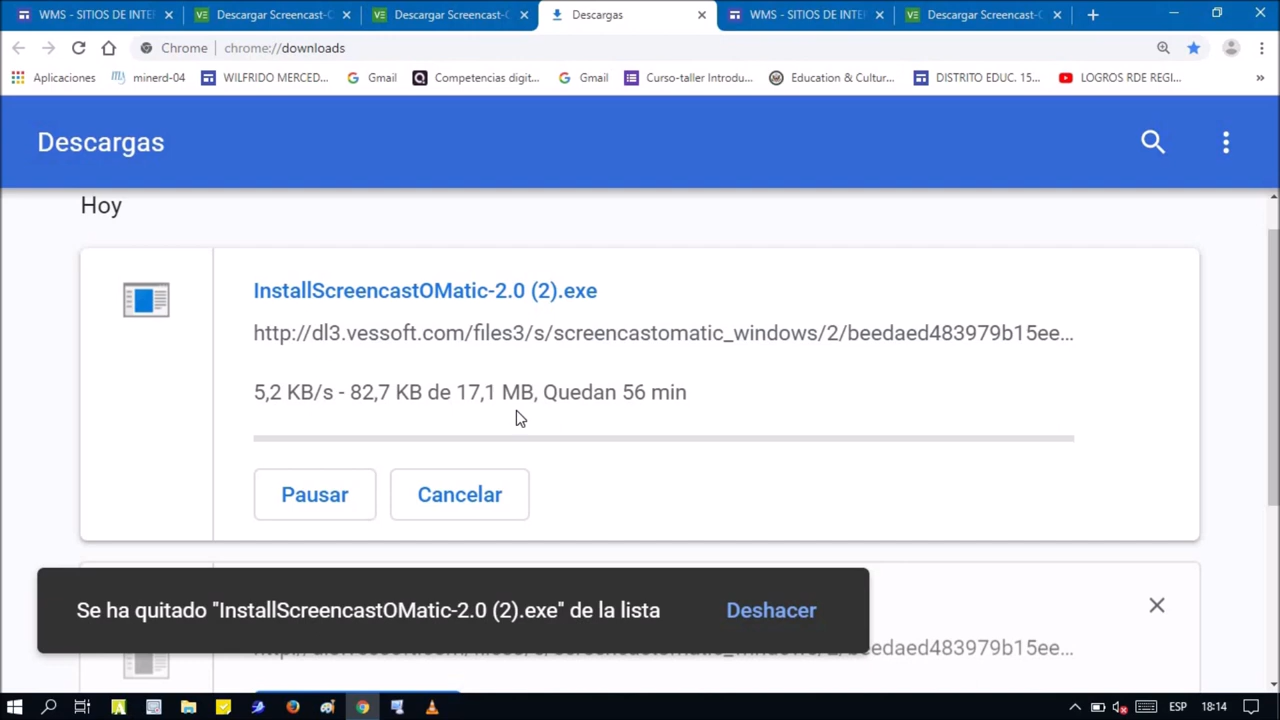 WMS - SITIOS DE INTER
Descargar Screencast-O
Descargar Screencast-O
Descargas
WMS - SITIOS DE INTER
Descargar Screencast-O
Chrome
chrome://downloads
Aplicaciones
minerd-04
WILFRIDO MERCED...
Gmail
Competencias digit...
Gmail
Curso-taller Introdu...
Education & Cultur...
DISTRITO EDUC. 15...
LOGROS RDE REGI...
»
Descargas
Hoy
InstallScreencastOMatic-2.0 (2).exe
http://dl3.vessoft.com/files3/s/screencastomatic_windows/2/beedaed483979b15ee...
5,2 KB/s - 82,7 KB de 17,1 MB, Quedan 56 min
Pausar
Cancelar
Se ha quitado "InstallScreencastOMatic-2.0 (2).exe" de la lista
Deshacer
beedaed483979b15ee...
ESP
18:14